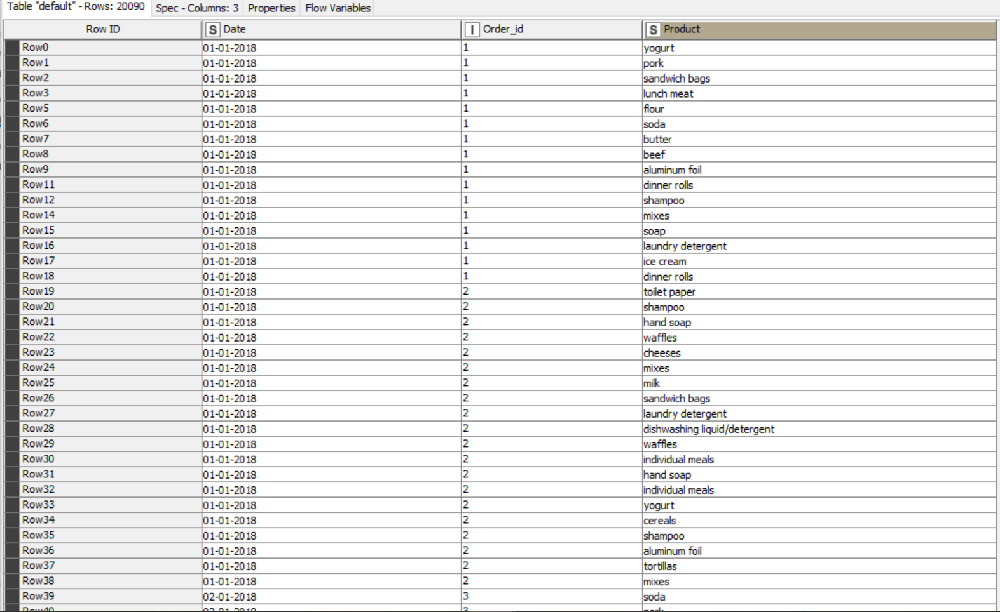 Table "default" - Rows: 20090 Spec - Columns: 3 Properties Flow Variables
Row ID S Date I Order_id S Product
Row0 01-01-2018 1 yogurt
Row1 01-01-2018 1 pork
Row2 01-01-2018 1 sandwich bags
Row3 01-01-2018 1 lunch meat
Row5 01-01-2018 1 flour
Row6 01-01-2018 1 soda
Row7 01-01-2018 1 butter
Row8 01-01-2018 1 beef
Row9 01-01-2018 1 aluminum foil
Row11 01-01-2018 1 dinner rolls
Row12 01-01-2018 1 shampoo
Row14 01-01-2018 1 mixes
Row15 01-01-2018 1 soap
Row16 01-01-2018 1 laundry detergent
Row17 01-01-2018 1 ice cream
Row18 01-01-2018 1 dinner rolls
Row19 01-01-2018 2 toilet paper
Row20 01-01-2018 2 shampoo
Row21 01-01-2018 2 hand soap
Row22 01-01-2018 2 waffles
Row23 01-01-2018 2 cheeses
Row24 01-01-2018 2 mixes
Row25 01-01-2018 2 milk
Row26 01-01-2018 2 sandwich bags
Row27 01-01-2018 2 laundry detergent
Row28 01-01-2018 2 dishwashing liquid/detergent
Row29 01-01-2018 2 waffles
Row30 01-01-2018 2 individual meals
Row31 01-01-2018 2 hand soap
Row32 01-01-2018 2 individual meals
Row33 01-01-2018 2 yogurt
Row34 01-01-2018 2 cereals
Row35 01-01-2018 2 shampoo
Row36 01-01-2018 2 aluminum foil
Row37 01-01-2018 2 tortillas
Row38 01-01-2018 2 mixes
Row39 02-01-2018 3 soda
Row40 02-01-2018 3